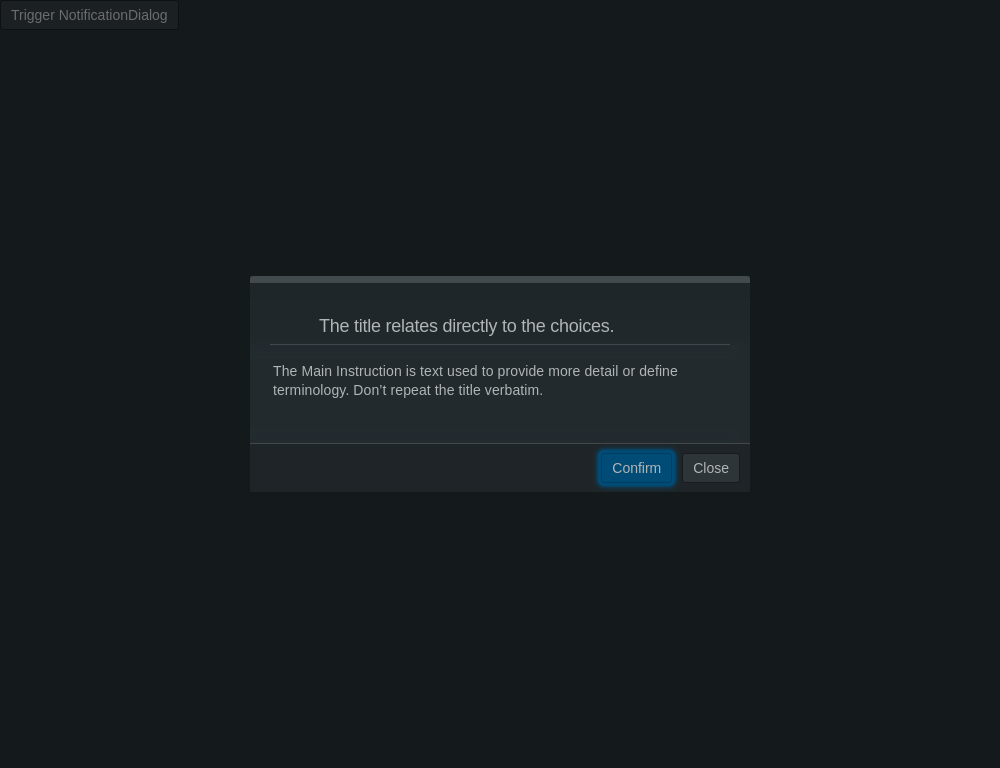 Trigger NotificationDialog
The title relates directly to the choices.
The Main Instruction is text used to provide more detail or define
terminology. Don’t repeat the title verbatim.
Confirm
Close